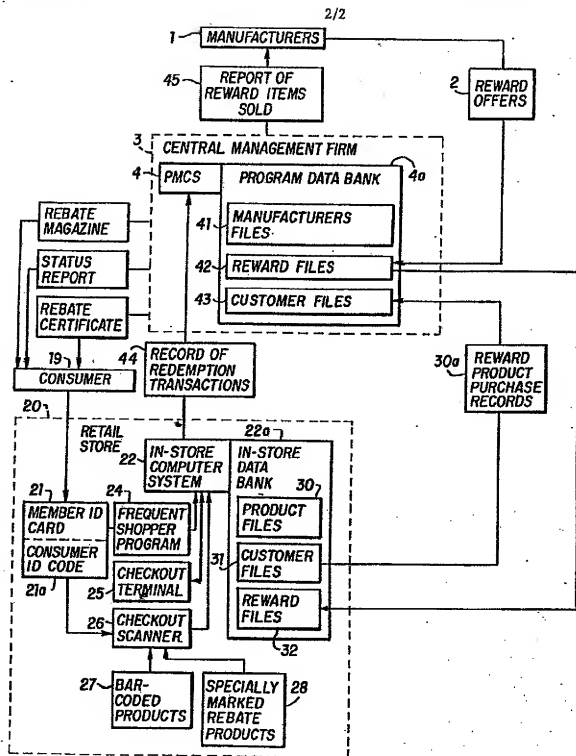 2/2
1
MANUFACTURERS
45
REPORT OF
REWARD ITEMS
SOLD
2
REWARD
OFFERS
3
CENTRAL MANAGEMENT FIRM
4
PMCS
PROGRAM DATA BANK
4a
41
MANUFACTURERS
FILES
42
REWARD FILES
43
CUSTOMER FILES
REBATE
MAGAZINE
STATUS
REPORT
REBATE
CERTIFICATE
19
CONSUMER
44
RECORD OF
REDEMPTION
TRANSACTIONS
30a
REWARD
PRODUCT
PURCHASE
RECORDS
20
RETAIL
STORE
22
IN-STORE
COMPUTER
SYSTEM
22a
IN-STORE
DATA
BANK
30
PRODUCT
FILES
31
CUSTOMER
FILES
REWARD
FILES
32
21
MEMBER ID
CARD
CONSUMER
ID CODE
21a
24
FREQUENT
SHOPPER
PROGRAM
CHECKOUT
TERMINAL
25
26
CHECKOUT
SCANNER
27
BAR-
CODED
PRODUCTS
SPECIALLY
MARKED
REBATE
PRODUCTS
28